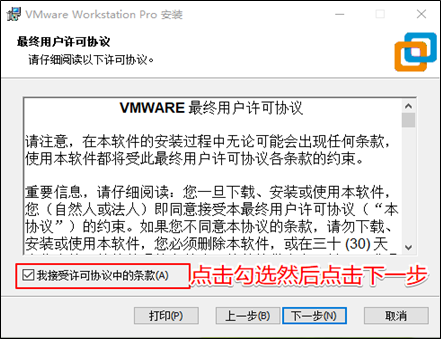 VMware Workstation Pro 安装
最终用户许可协议
请仔细阅读以下许可协议。
VMWARE 最终用户许可协议
请注意，在本软件的安装过程中无论可能会出现任何条款，
使用本软件都将受此最终用户许可协议各条款的约束。
重要信息，请仔细阅读：您一旦下载、安装或使用本软件，
您（自然人或法人）即同意接受本最终用户许可协议（“本
协议”）的约束。如果您不同意本协议的条款，请勿下载、
安装或使用本软件，您必须删除本软件，或在三十 (30) 天
我接受许可协议中的条款(A)
点击勾选然后点击下一步
打印(P)
上一步(B)
下一步(N)
取消